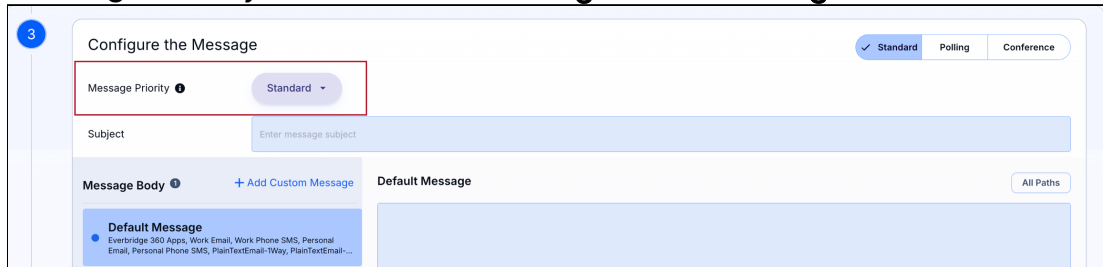 3
Configure the Message
Standard
Polling
Conference
Message Priority
Standard
Subject
Enter message subject
Message Body 1
+ Add Custom Message
Default Message
All Paths
Default Message
Everbridge 360 Apps, Work Email, Work Phone SMS, Personal
Email, Personal Phone SMS, PlainTextEmail-1Way, PlainTextEmail-...